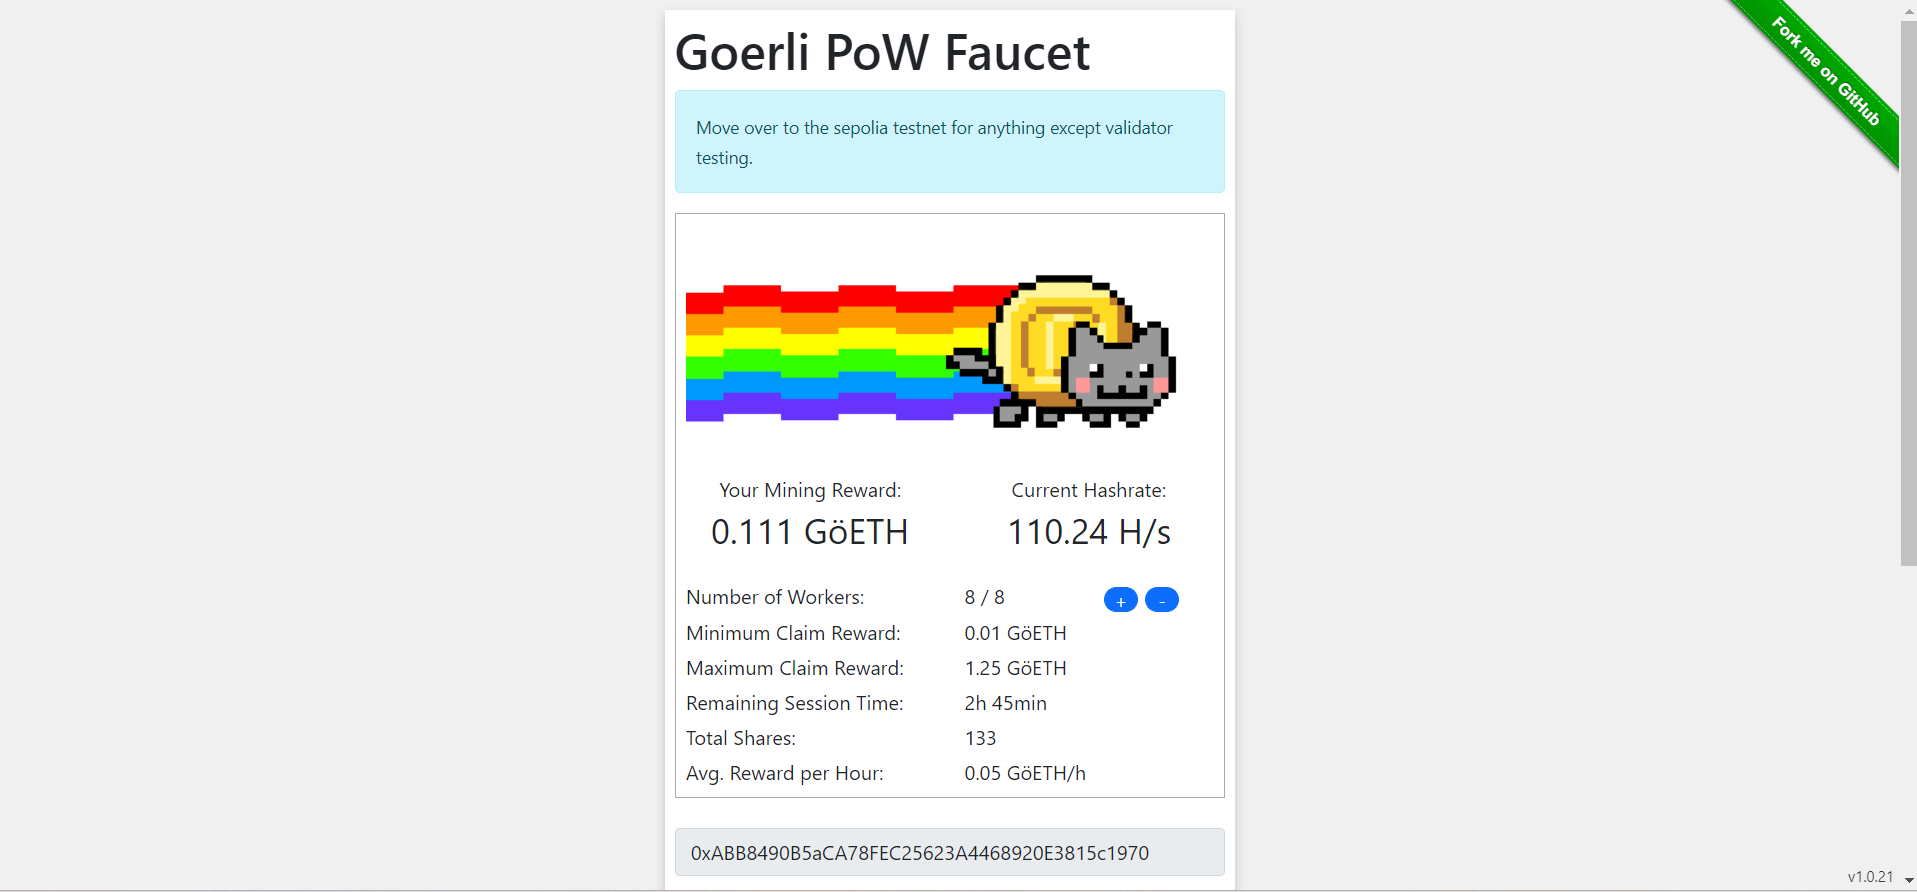 Goerli PoW Faucet
Fork me on GitHub
Move over to the sepolia testnet for anything except validator
testing.
Your Mining Reward:
0.111 GöETH
Current Hashrate:
110.24 H/s
Number of Workers: 8 / 8 + -
Minimum Claim Reward: 0.01 GöETH
Maximum Claim Reward: 1.25 GöETH
Remaining Session Time: 2h 45min
Total Shares: 133
Avg. Reward per Hour: 0.05 GöETH/h
0xABB8490B5aCA78FEC25623A4468920E3815c1970
v1.0.21